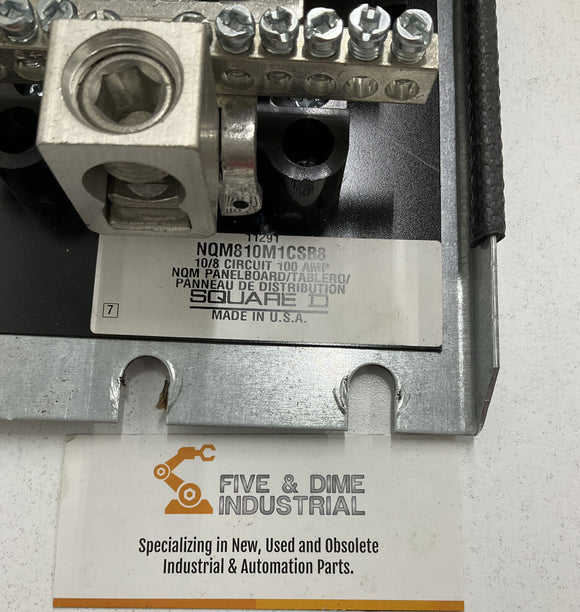 11291
NQM810M1CSB8
10/8 CIRCUIT 100 AMP
NQM PANELBOARD/TABLERO/
PANNEAU DE DISTRIBUTION
SQUARE D
7
MADE IN U.S.A.
FIVE & DIME
INDUSTRIAL
Specializing in New, Used and Obsolete
Industrial & Automation Parts.